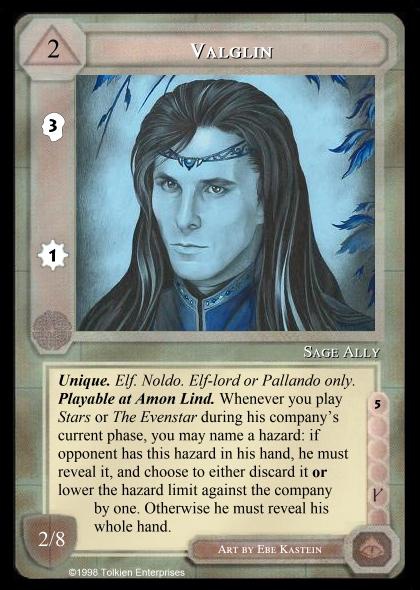 2
VALGLIN
3
1
SAGE ALLY
Unique. Elf. Noldo. Elf-lord or Pallando only.
Playable at Amon Lind. Whenever you play
Stars or The Evenstar during his company's
current phase, you may name a hazard: if
opponent has this hazard in his hand, he must
reveal it, and choose to either discard it or
lower the hazard limit against the company
by one. Otherwise he must reveal his
whole hand.
5
2/8
ART BY EBE KASTEIN
©1998 Tolkien Enterprises